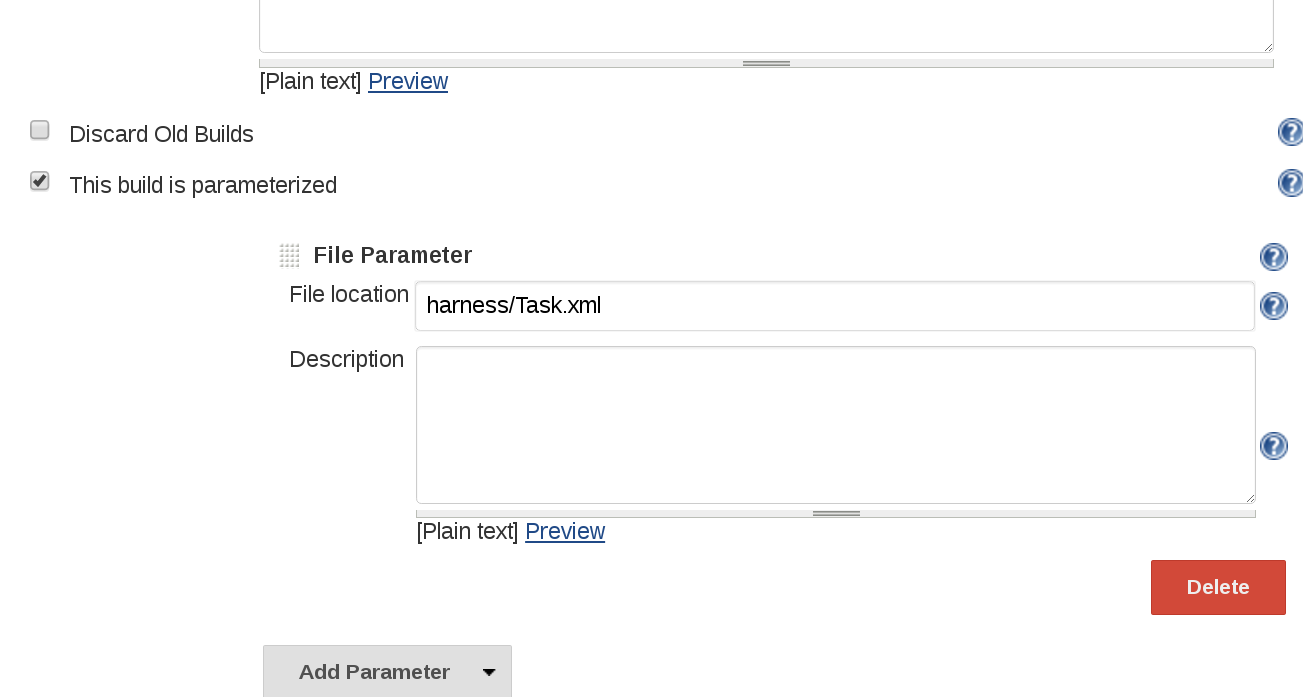 [Plain text] Preview
Discard Old Builds
This build is parameterized
File Parameter
File location harness/Task.xml
Description
[Plain text] Preview
Delete
Add Parameter